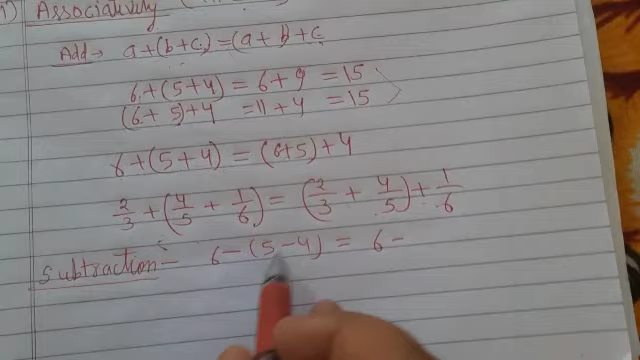 Associativity
Add → a+(b+c)=(a+b)+c
6+(5+4) = 6+9 = 15
(6+5)+4 = 11+4 = 15
6+(5+4) = (6+5)+4
2/3 + (4/5 + 1/6) = (2/3 + 4/5) + 1/6
Subtraction- 6-(5-4) = 6-